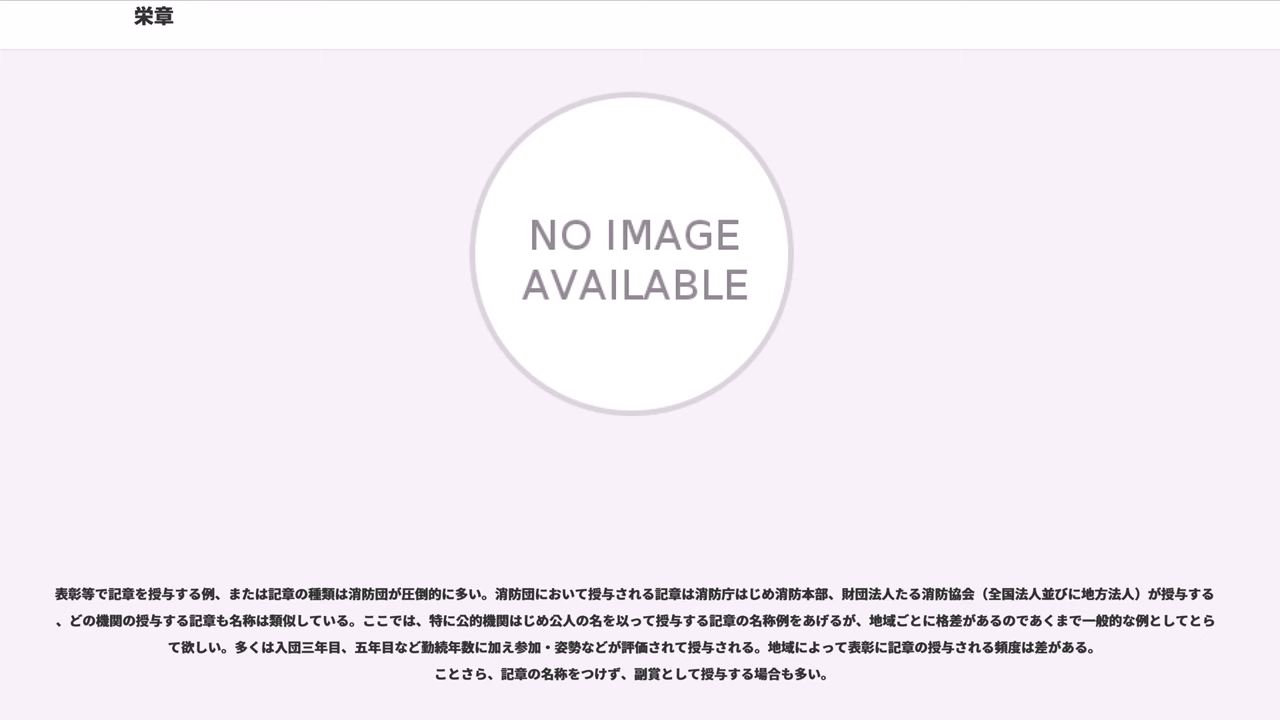 栄章
NO IMAGE
AVAILABLE
表彰等で記章を授与する例、または記章の種類は消防団が圧倒的に多い。消防団において授与される記章は消防庁はじめ消防本部、財団法人たる消防協会（全国法人並びに地方法人）が授与する
、どの機関の授与する記章も名称は類似している。ここでは、特に公的機関はじめ公人の名を以って授与する記章の名称例をあげるが、地域ごとに格差があるのであくまで一般的な例としてとら
て欲しい。多くは入団三年目、五年目など勤続年数に加え参加・姿勢などが評価されて授与される。地域によって表彰に記章の授与される頻度は差がある。
ことさら、記章の名称をつけず、副賞として授与する場合も多い。